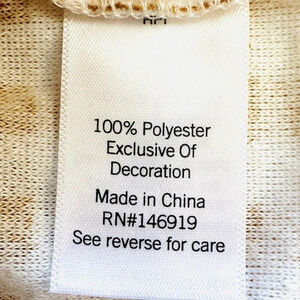 100% Polyester
Exclusive Of
Decoration
Made in China
RN#146919
See reverse for care